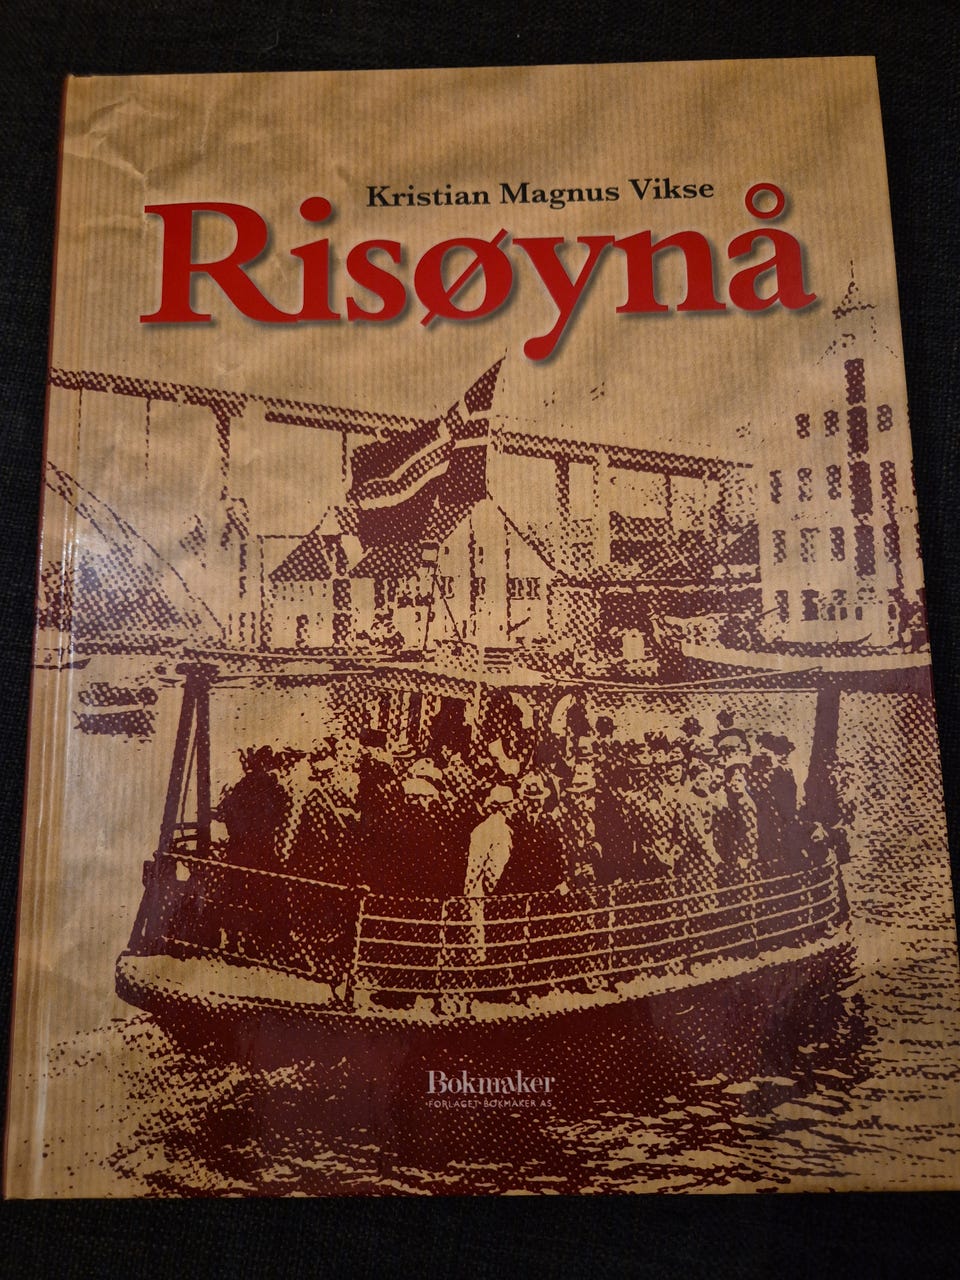 Kristian Magnus Vikse
Risøynå
Bokmaker
FORLAGET BOKMAKER AS